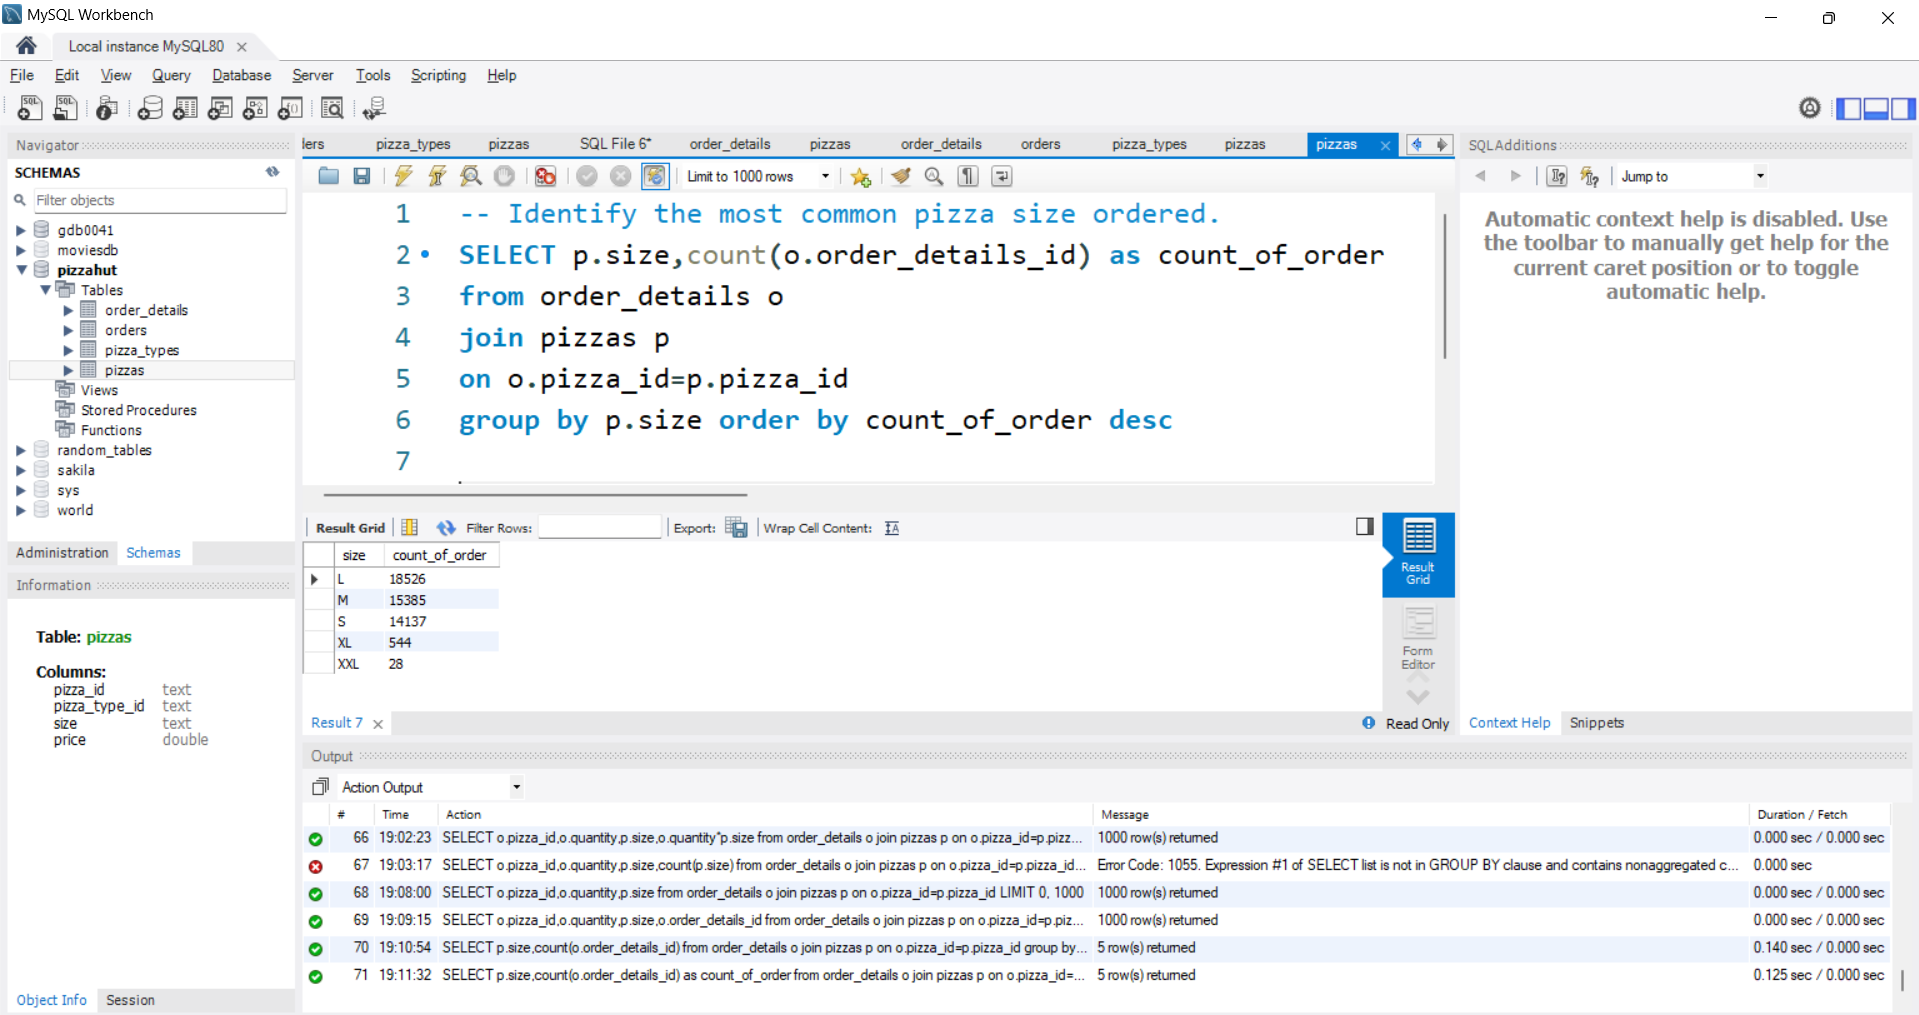 MySQL Workbench
Local instance MySQL80
File Edit View Query Database Server Tools Scripting Help
Navigator
SCHEMAS
Filter objects
gdb0041
moviesdb
pizzahut
Tables
order_details
orders
pizza_types
pizzas
Views
Stored Procedures
Functions
random_tables
sakila
sys
world
Administration Schemas
Information
Table: pizzas
Columns:
pizza_id text
pizza_type_id text
size text
price double
Object Info Session
ders pizza_types pizzas SQL File 6* order_details pizzas order_details orders pizza_types pizzas pizzas
Limit to 1000 rows
1 -- Identify the most common pizza size ordered.
2 SELECT p.size,count(o.order_details_id) as count_of_order
3 from order_details o
4 join pizzas p
5 on o.pizza_id=p.pizza_id
6 group by p.size order by count_of_order desc
7
Result Grid Filter Rows: Export: Wrap Cell Content:
size count_of_order
L 18526
M 15385
S 14137
XL 544
XXL 28
Result Grid
Form Editor
Result 7
Read Only
SQLAdditions
Jump to
Automatic context help is disabled. Use
the toolbar to manually get help for the
current caret position or to toggle
automatic help.
Context Help Snippets
Output
Action Output
# Time Action Message Duration / Fetch
66 19:02:23 SELECT o.pizza_id,o.quantity,p.size,o.quantity*p.size from order_details o join pizzas p on o.pizza_id=p.pizz... 1000 row(s) returned 0.000 sec / 0.000 sec
67 19:03:17 SELECT o.pizza_id,o.quantity,p.size,count(p.size) from order_details o join pizzas p on o.pizza_id=p.pizza_id... Error Code: 1055. Expression #1 of SELECT list is not in GROUP BY clause and contains nonaggregated c... 0.000 sec
68 19:08:00 SELECT o.pizza_id,o.quantity,p.size from order_details o join pizzas p on o.pizza_id=p.pizza_id LIMIT 0, 1000 1000 row(s) returned 0.000 sec / 0.000 sec
69 19:09:15 SELECT o.pizza_id,o.quantity,p.size,o.order_details_id from order_details o join pizzas p on o.pizza_id=p.piz... 1000 row(s) returned 0.000 sec / 0.000 sec
70 19:10:54 SELECT p.size,count(o.order_details_id) from order_details o join pizzas p on o.pizza_id=p.pizza_id group by... 5 row(s) returned 0.140 sec / 0.000 sec
71 19:11:32 SELECT p.size,count(o.order_details_id) as count_of_order from order_details o join pizzas p on o.pizza_id=... 5 row(s) returned 0.125 sec / 0.000 sec